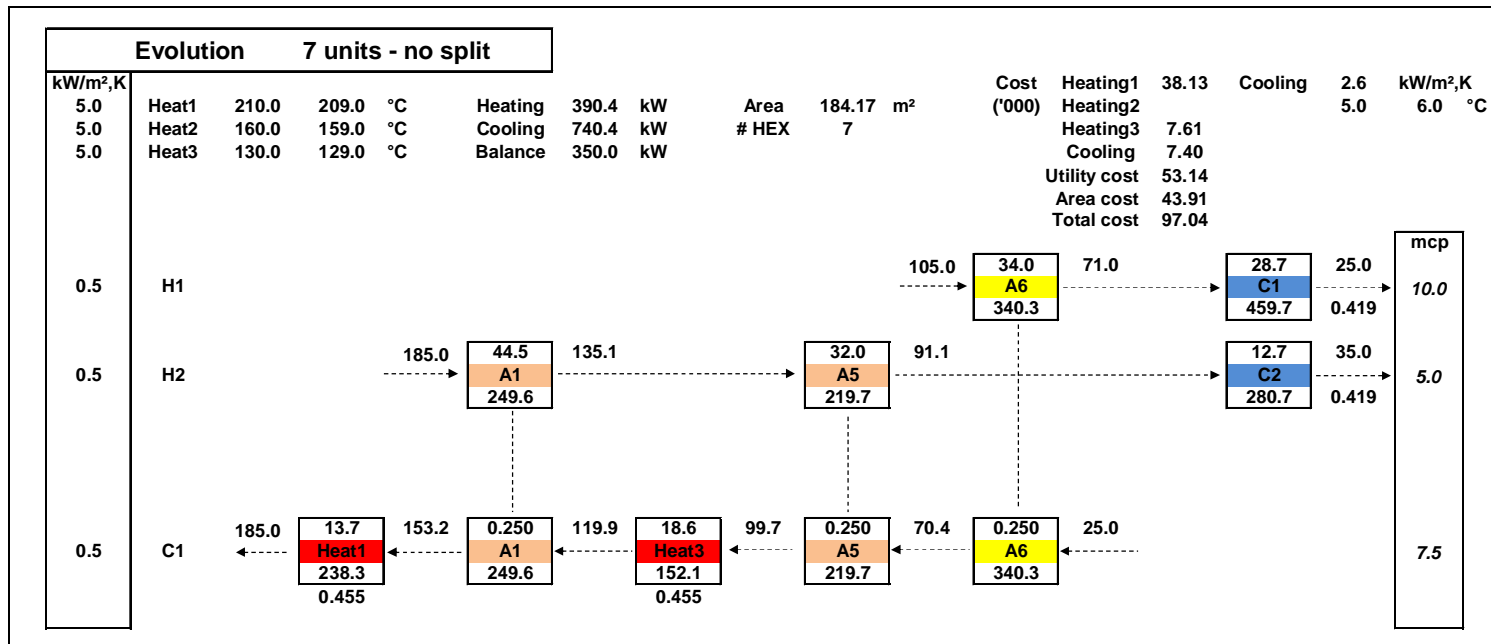 Evolution 7 units - no split
kW/m²,K Cost Heating1 38.13 Cooling 2.6 kW/m²,K
5.0 Heat1 210.0 209.0 °C Heating 390.4 kW Area 184.17 m² ('000) Heating2 5.0 6.0 °C
5.0 Heat2 160.0 159.0 °C Cooling 740.4 kW # HEX 7 Heating3 7.61
5.0 Heat3 130.0 129.0 °C Balance 350.0 kW Cooling 7.40
Utility cost 53.14
Area cost 43.91
Total cost 97.04
mcp
105.0 34.0 71.0 28.7 25.0
0.5 H1 A6 C1 10.0
340.3 459.7 0.419
185.0 44.5 135.1 32.0 91.1 12.7 35.0
0.5 H2 A1 A5 C2 5.0
249.6 219.7 280.7 0.419
185.0 13.7 153.2 0.250 119.9 18.6 99.7 0.250 70.4 0.250 25.0
0.5 C1 Heat1 A1 Heat3 A5 A6 7.5
238.3 249.6 152.1 219.7 340.3
0.455 0.455